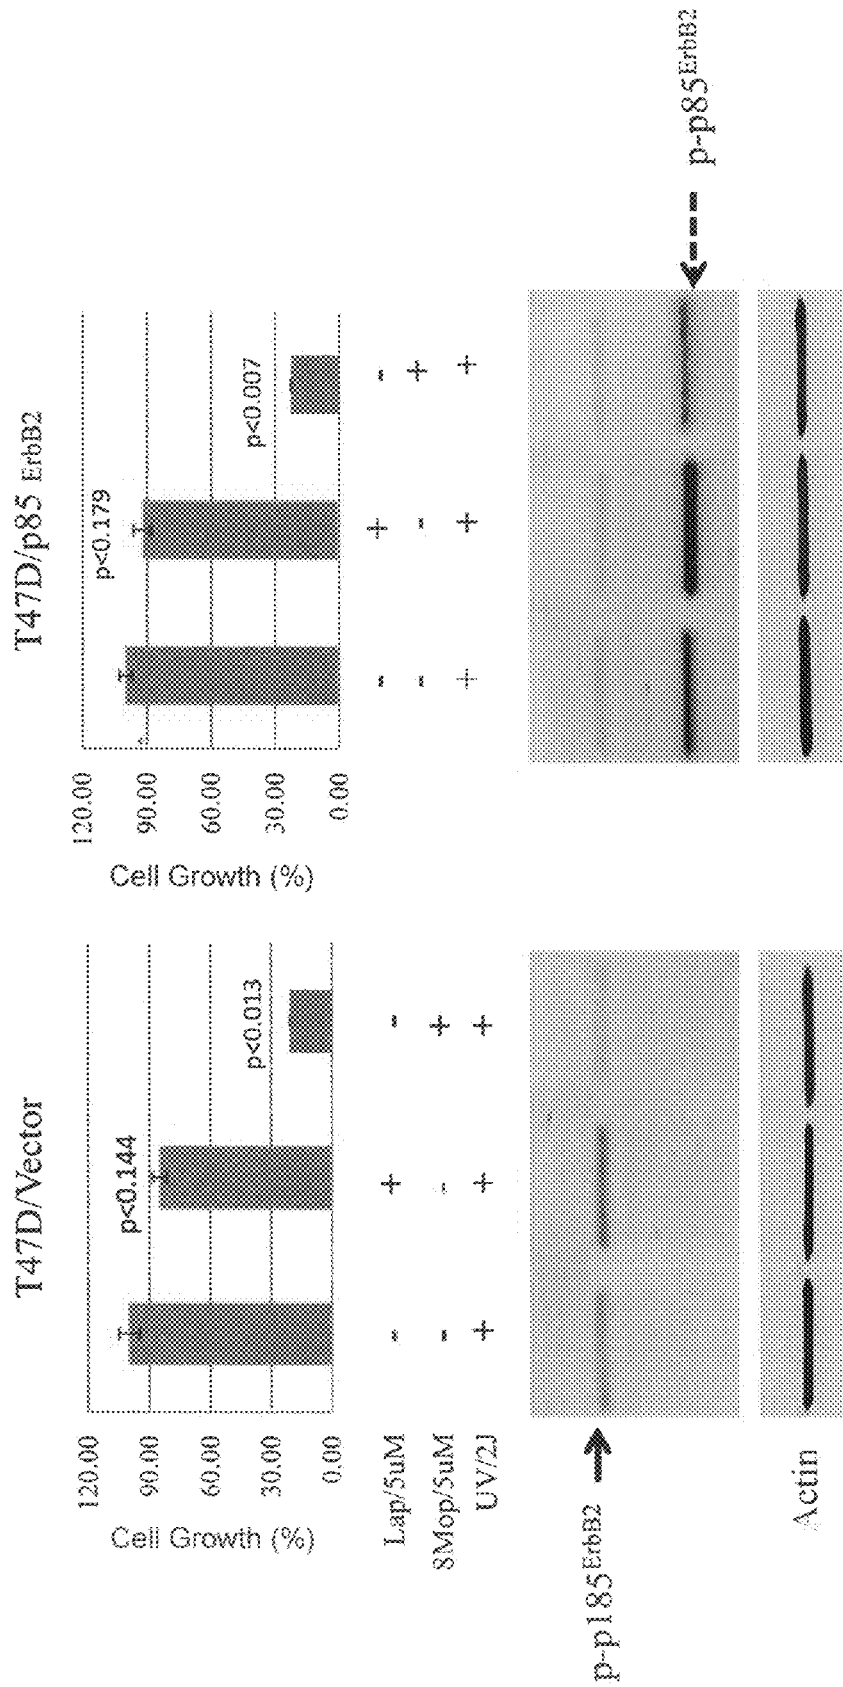 T47D/Vector
T47D/p85 ErbB2
Cell Growth (%)
120.00
90.00
60.00
30.00
0.00
p<0.144
p<0.013
Cell Growth (%)
120.00
90.00
60.00
30.00
0.00
p<0.179
p<0.007
Lap/5uM - + - - + -
8Mop/5uM - - + - - +
UV/2J + + + + + +
p-p185ErbB2
p-p85ErbB2
Actin